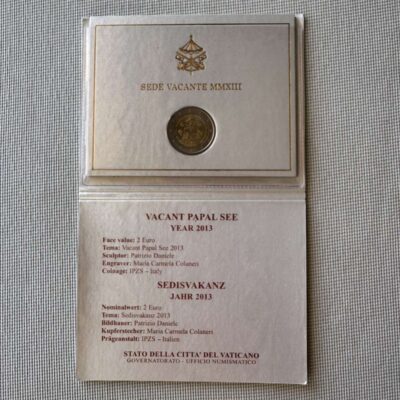 SEDE VACANTE MMXIII
VACANT PAPAL SEE
YEAR 2013
Face value: 2 Euro
Tema: Vacant Papal See 2013
Sculptor: Patrizio Daniele
Engraver: Maria Carmela Colaneri
Coinage: IPZS – Italy
SEDISVAKANZ
JAHR 2013
Nominalwert: 2 Euro
Tema: Sedisvakanz 2013
Bildhauer: Patrizio Daniele
Kupferstecher: Maria Carmela Colaneri
Prägeanstalt: IPZS – Italien
STATO DELLA CITTA' DEL VATICANO
GOVERNATORATO - UFFICIO NUMISMATICO